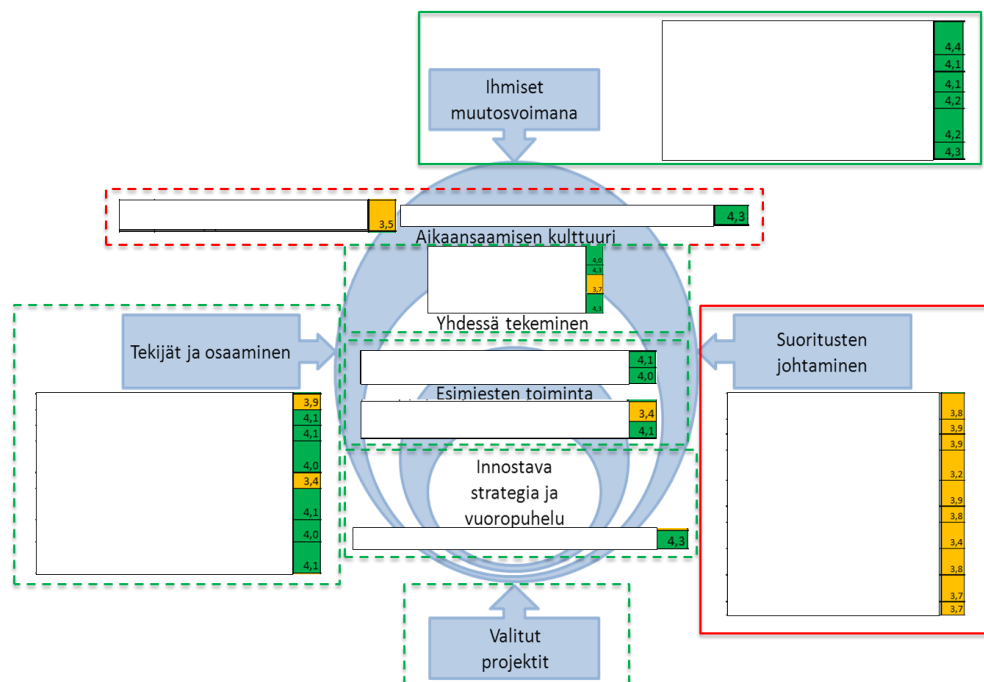 4,4
4,1
4,1
4,2
4,2
4,3
Ihmiset
muutosvoimana
3,5
4,3
Aikaansaamisen kulttuuri
4,0
4,3
3,7
4,3
Yhdessä tekeminen
Tekijät ja osaaminen
3,9
4,1
4,1
4,0
3,4
4,1
4,0
4,1
4,1
4,0
Esimiesten toiminta
3,4
4,1
Suoritusten
johtaminen
3,8
3,9
3,9
3,2
3,9
3,8
3,4
3,8
3,7
3,7
Innostava
strategia ja
vuoropuhelu
4,3
Valitut
projektit